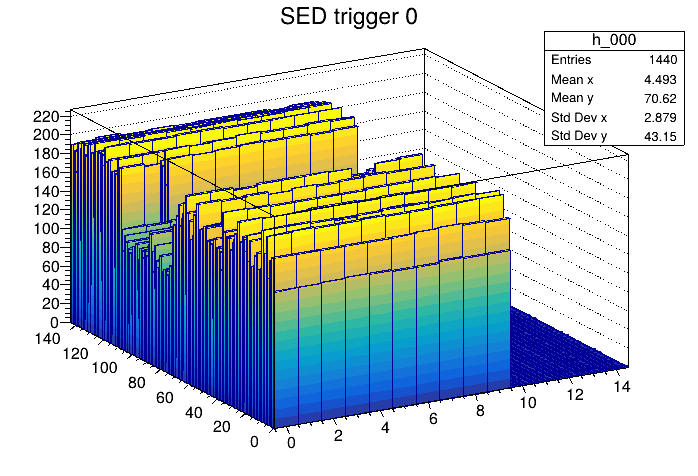 SED trigger 0
h_000
Entries 1440
Mean x 4.493
Mean y 70.62
Std Dev x 2.879
Std Dev y 43.15
220
200
180
160
140
120
100
80
60
40
20
0
140
120
100
80
60
40
20
0
0 2 4 6 8 10 12 14